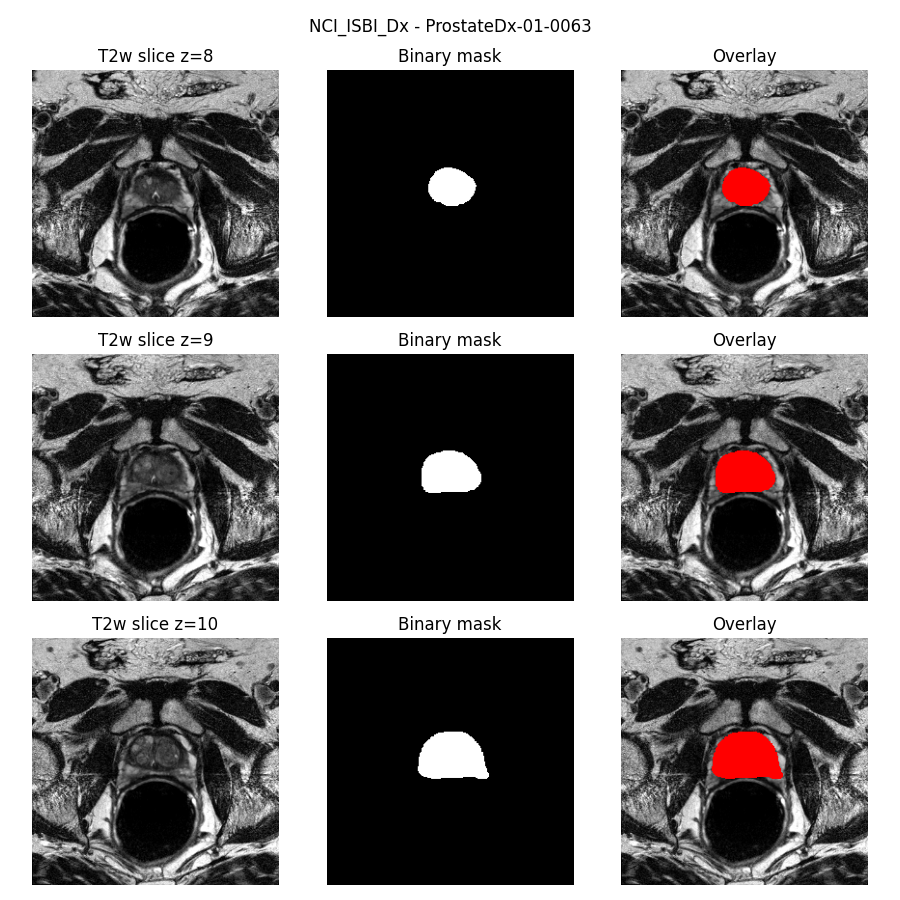 NCI_ISBI_Dx - ProstateDx-01-0063
T2w slice z=8
Binary mask
Overlay
T2w slice z=9
Binary mask
Overlay
T2w slice z=10
Binary mask
Overlay